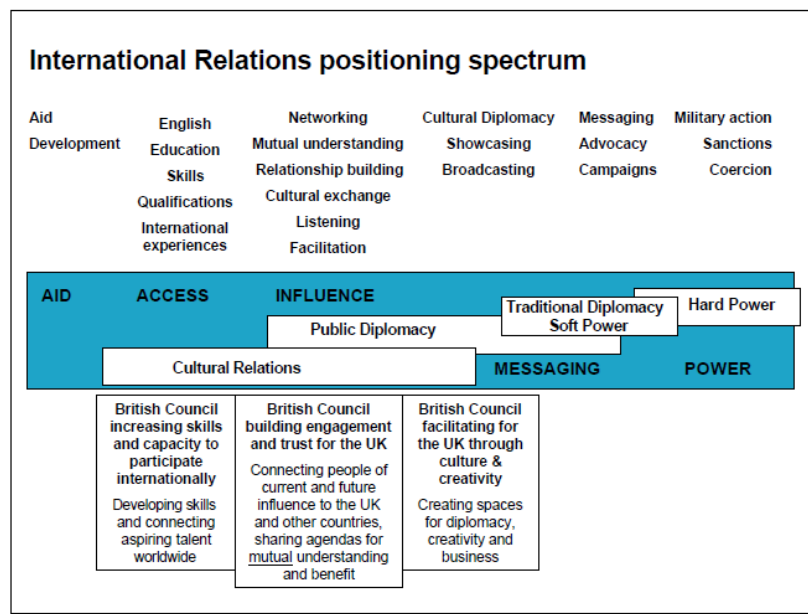 International Relations positioning spectrum
Aid
Development
English
Education
Skills
Qualifications
International
experiences
Networking
Mutual understanding
Relationship building
Cultural exchange
Listening
Facilitation
Cultural Diplomacy
Showcasing
Broadcasting
Messaging
Advocacy
Campaigns
Military action
Sanctions
Coercion
AID
ACCESS
INFLUENCE
Public Diplomacy
Traditional Diplomacy
Soft Power
Hard Power
Cultural Relations
MESSAGING
POWER
British Council
increasing skills
and capacity to
participate
internationally
Developing skills
and connecting
aspiring talent
worldwide
British Council
building engagement
and trust for the UK
Connecting people of
current and future
influence to the UK
and other countries,
sharing agendas for
mutual understanding
and benefit
British Council
facilitating for
the UK through
culture &
creativity
Creating spaces
for diplomacy,
creativity and
business